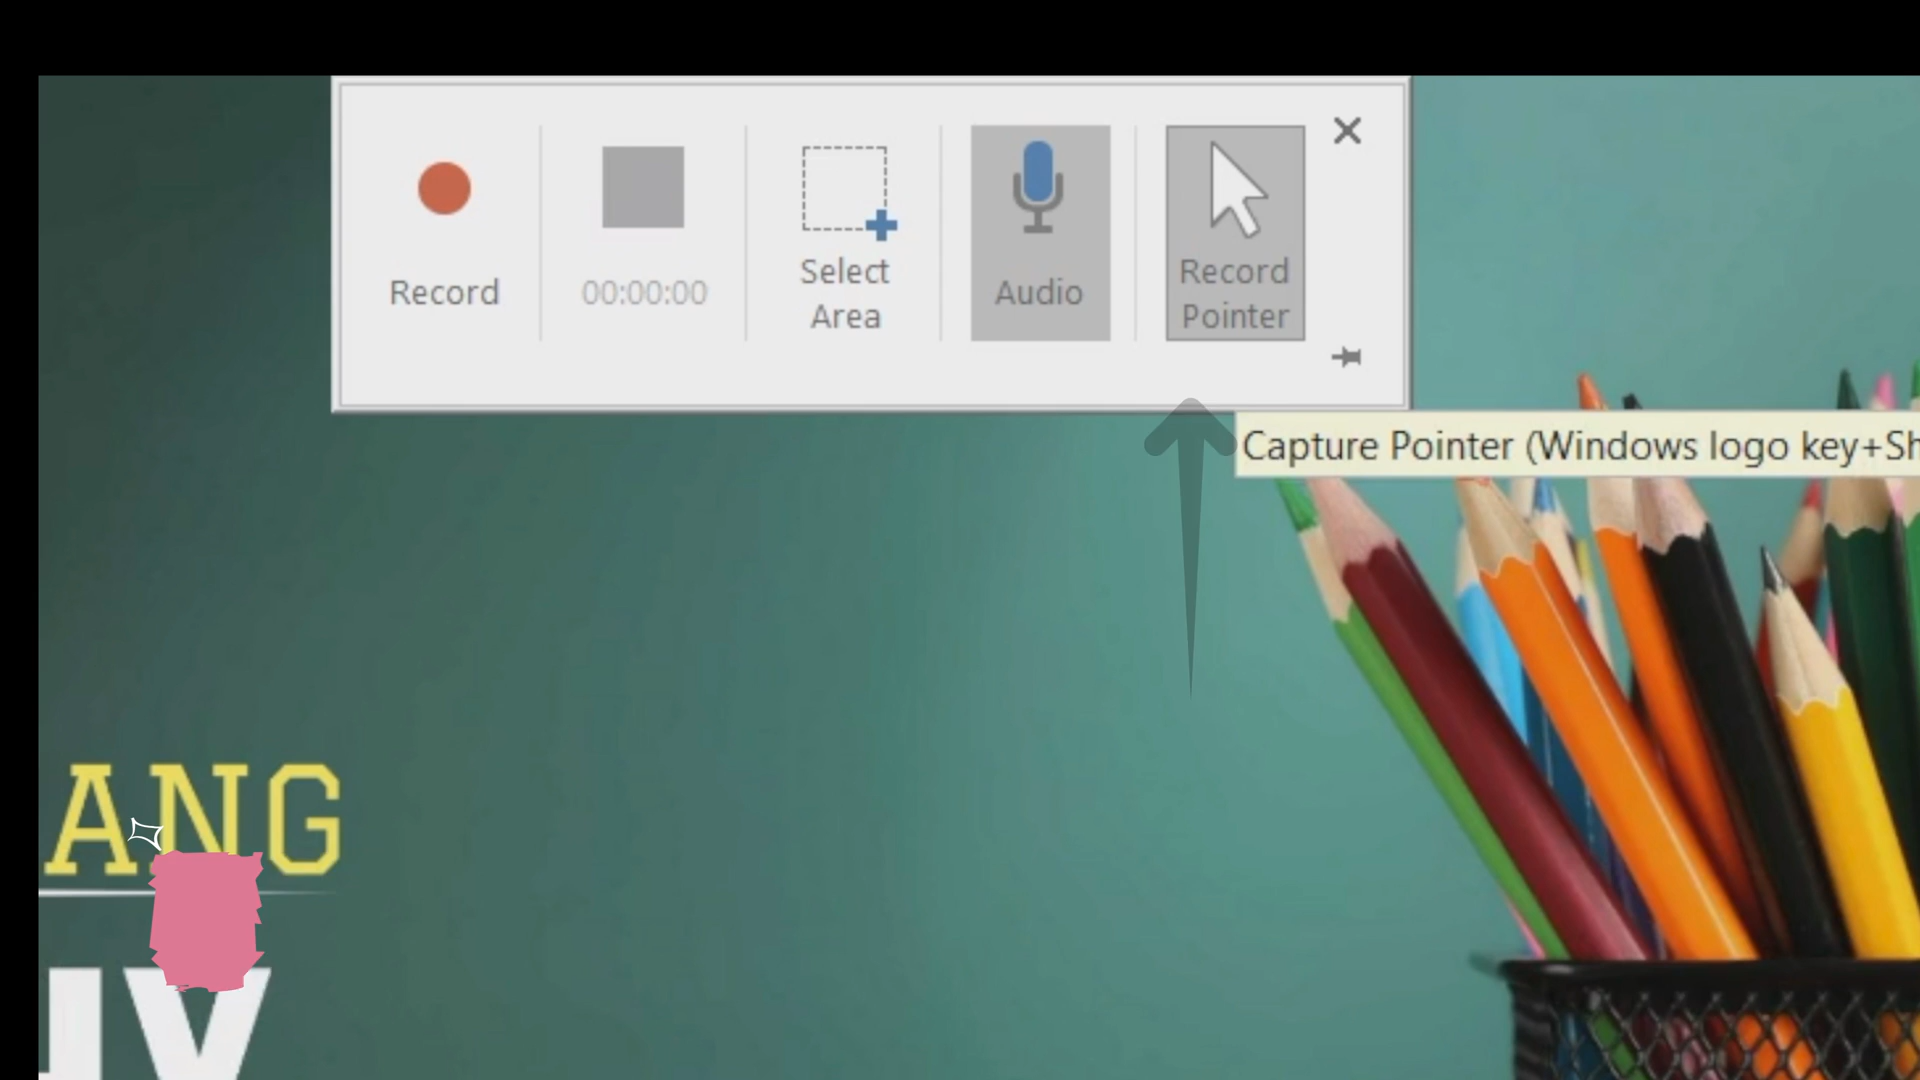 Record
00:00:00
Select
Area
Audio
Record
Pointer
Capture Pointer (Windows logo key+Sh
ANG